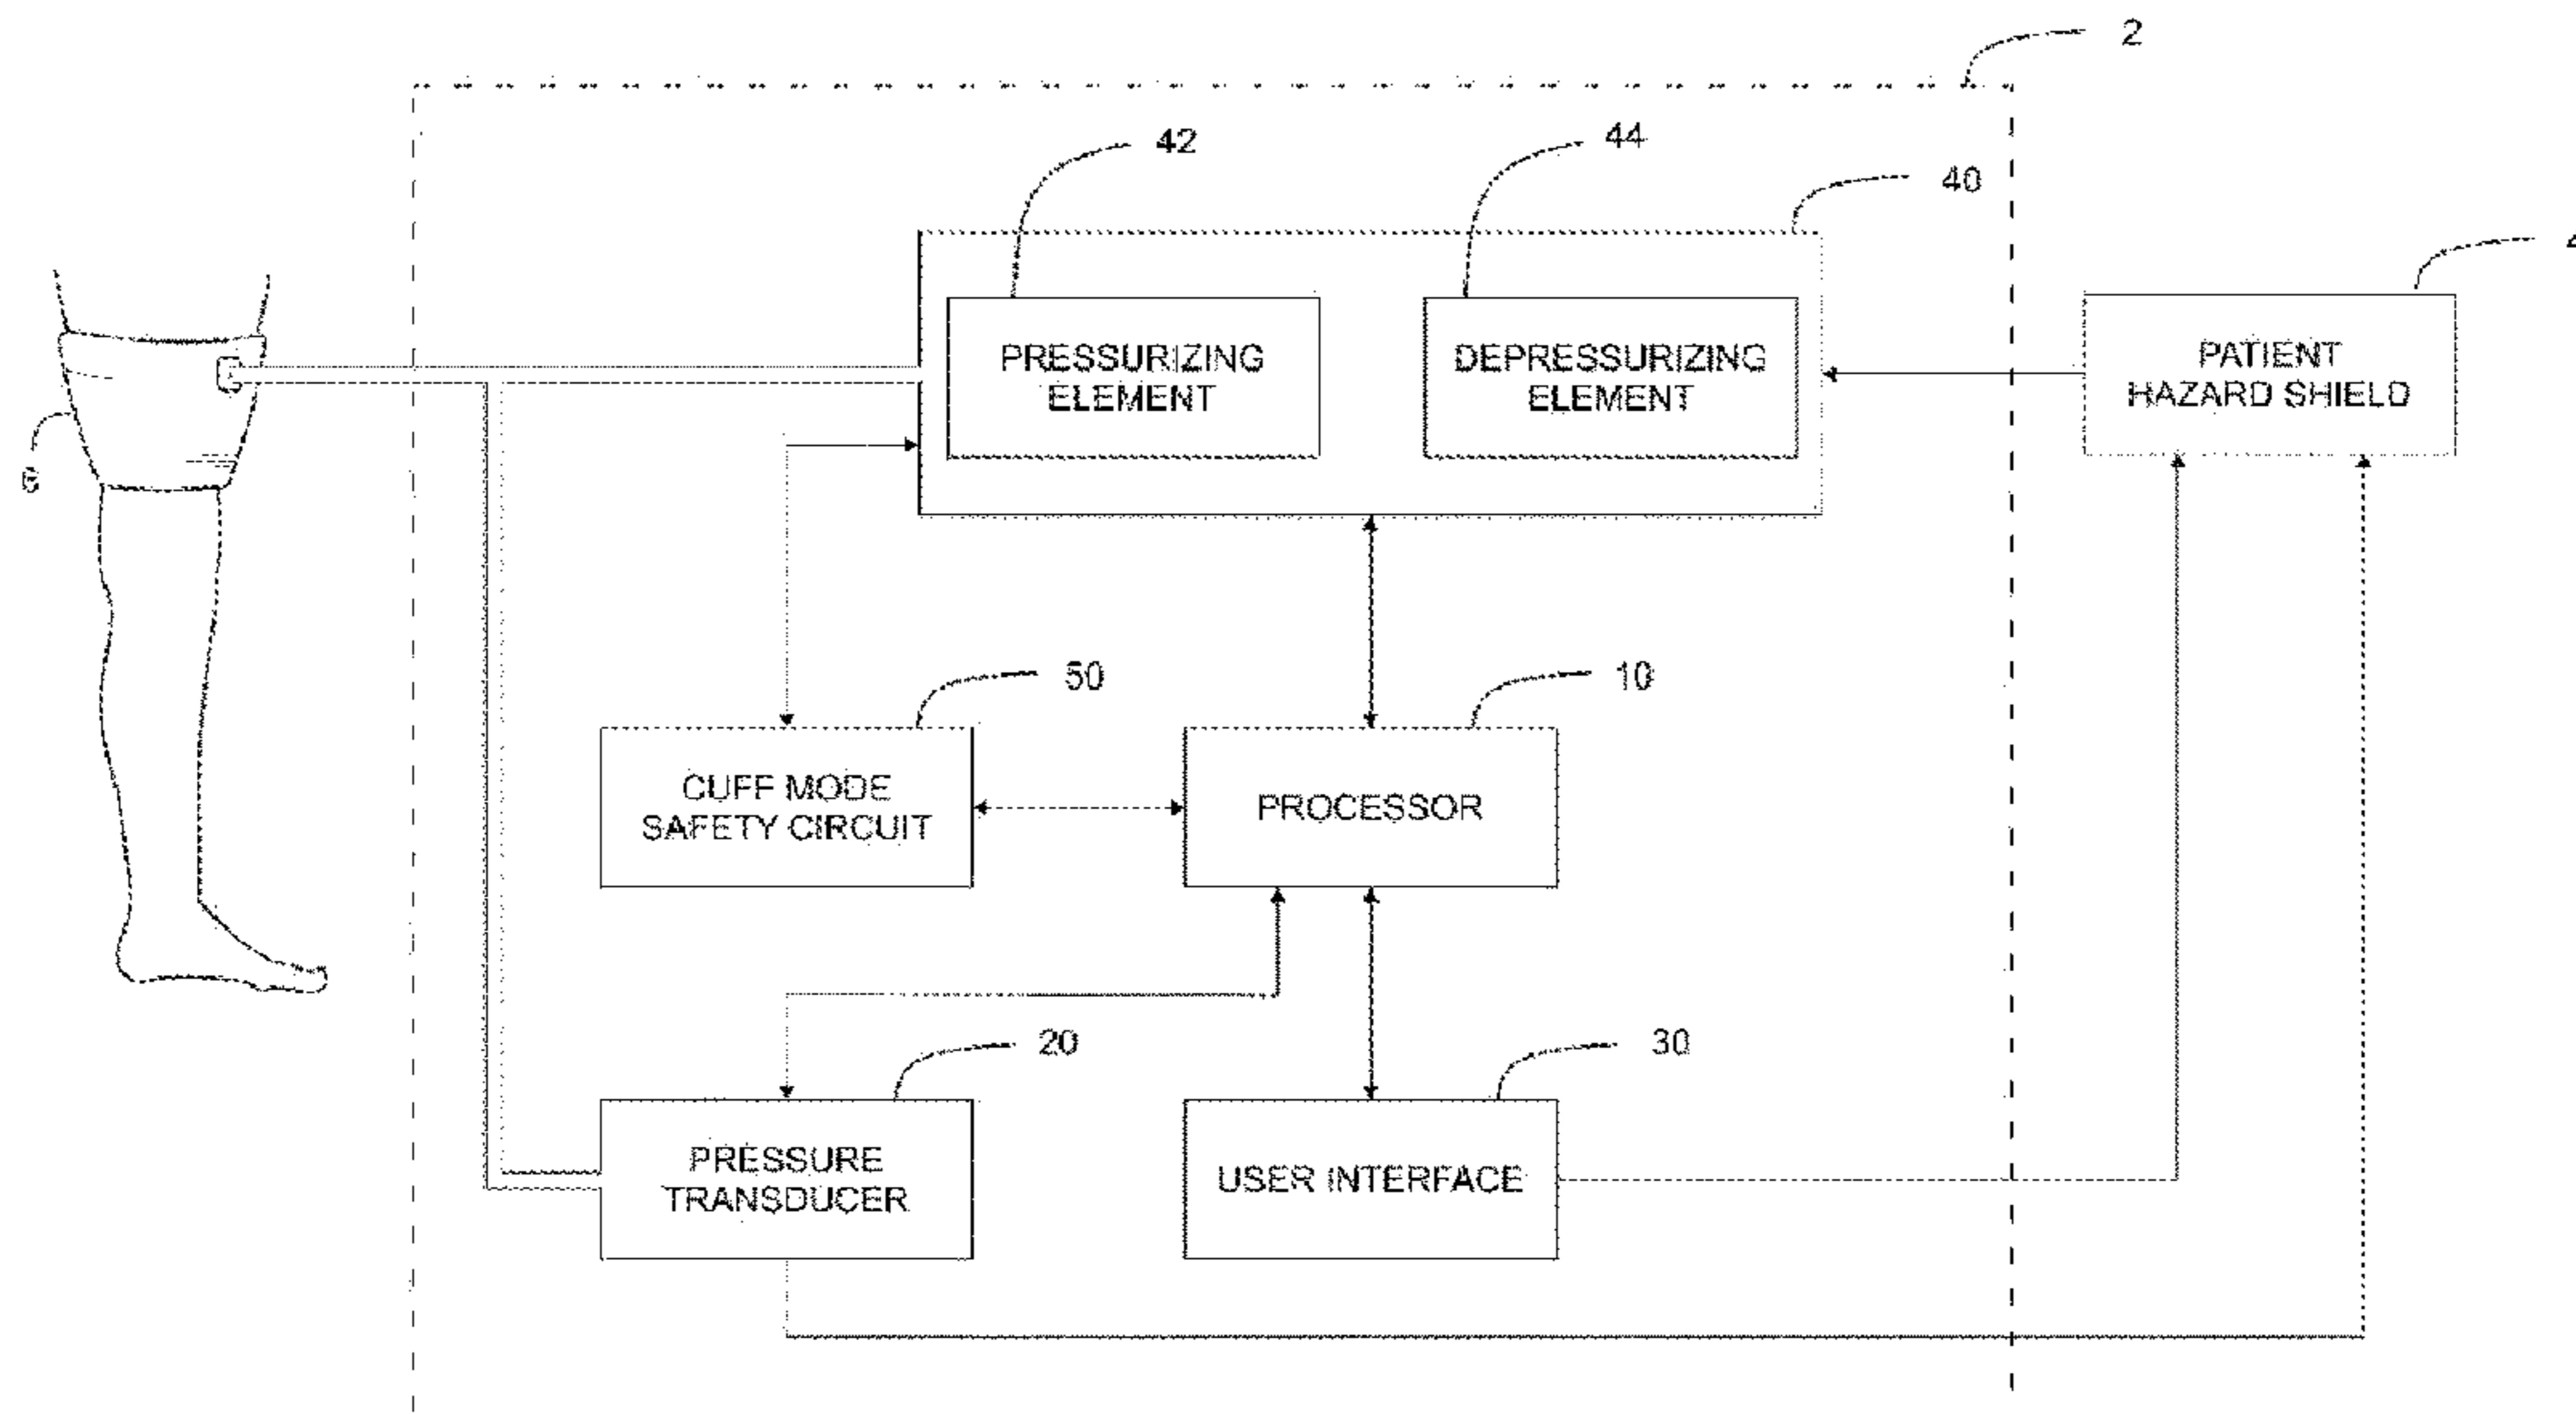 2
42
44
40
4
PRESSURIZING
ELEMENT
DEPRESSURIZING
ELEMENT
PATIENT
HAZARD SHIELD
6
50
10
CUFF MODE
SAFETY CIRCUIT
PROCESSOR
20
30
PRESSURE
TRANSDUCER
USER INTERFACE